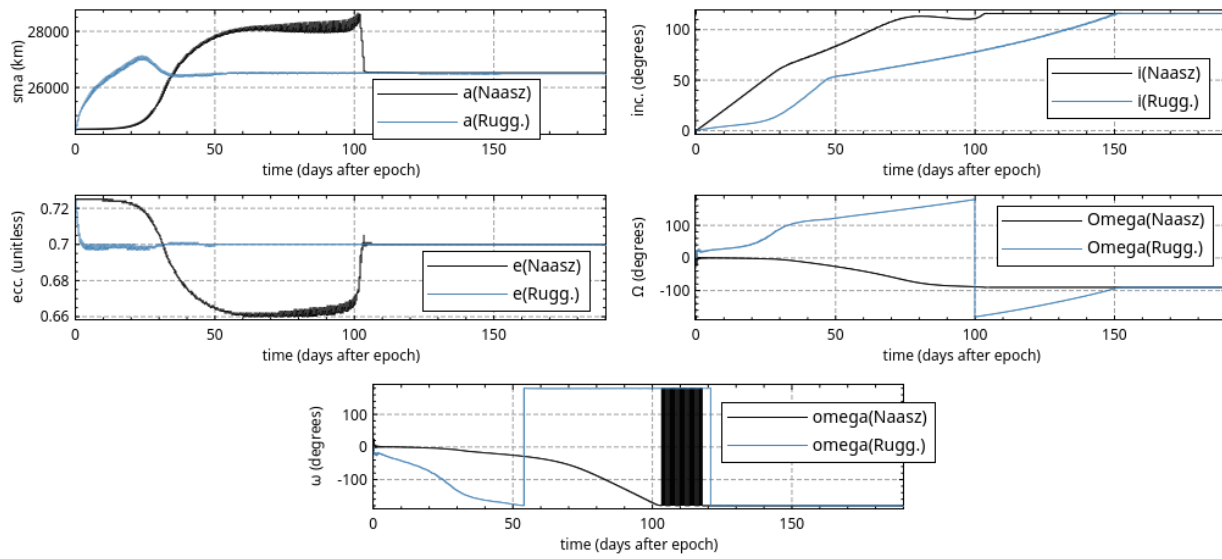 28000
26000
sma (km)
0 50 100 150
time (days after epoch)
a(Naasz)
a(Rugg.)
100
50
0
inc. (degrees)
0 50 100 150
time (days after epoch)
i(Naasz)
i(Rugg.)
0.72
0.7
0.68
0.66
ecc. (unitless)
0 50 100 150
time (days after epoch)
e(Naasz)
e(Rugg.)
100
0
-100
Ω (degrees)
0 50 100 150
time (days after epoch)
Omega(Naasz)
Omega(Rugg.)
100
0
-100
ω (degrees)
0 50 100 150
time (days after epoch)
omega(Naasz)
omega(Rugg.)